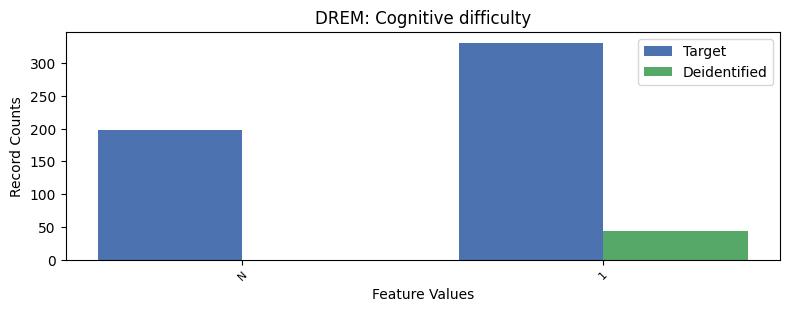 DREM: Cognitive difficulty
Target
Deidentified
Record Counts
300
250
200
150
100
50
0
N
1
Feature Values